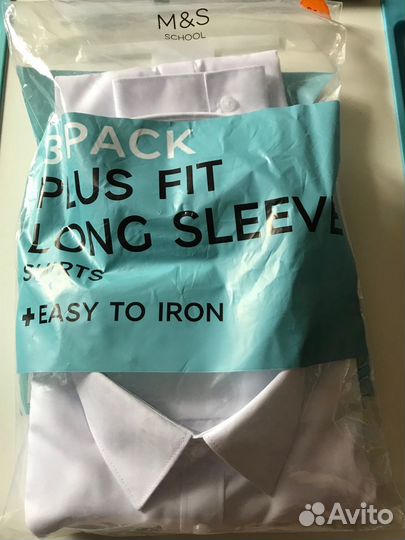 M&S
SCHOOL
3PACK
PLUS FIT
LONG SLEEVE
SHIRTS
+EASY TO IRON
Avito